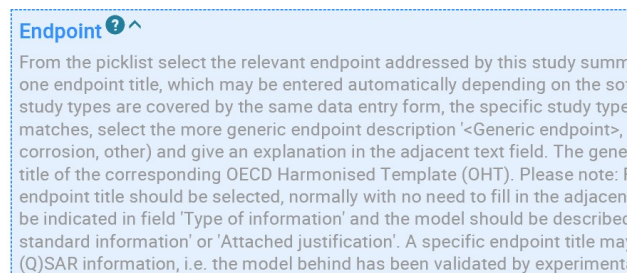 Endpoint ? ^
From the picklist select the relevant endpoint addressed by this study summ
one endpoint title, which may be entered automatically depending on the so
study types are covered by the same data entry form, the specific study type
matches, select the more generic endpoint description '<Generic endpoint>,
corrosion, other) and give an explanation in the adjacent text field. The gene
title of the corresponding OECD Harmonised Template (OHT). Please note: F
endpoint title should be selected, normally with no need to fill in the adjacen
be indicated in field 'Type of information' and the model should be described
standard information' or 'Attached justification'. A specific endpoint title may
(Q)SAR information, i.e. the model behind has been validated by experiment